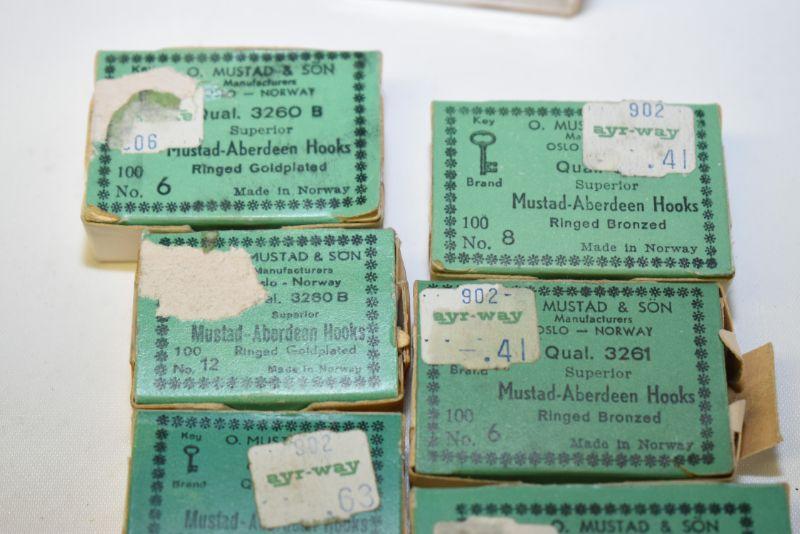 Key O. MUSTAD & SÖN
Manufacturers
OSLO — NORWAY
Qual. 3260 B
06
Superior
Mustad-Aberdeen Hooks
100 Ringed Goldplated
No. 6 Made in Norway
MUSTAD & SÖN
Manufacturers
Oslo - Norway
3260 B
Superior
Mustad-Aberdeen Hooks
100 Ringed Goldplated
No. 12 Made in Norway
Key O. MUST
902
ayr-way
Brand .63
Mustad-Aberdeen Hooks
Key O. MUS 902
ayr-way
OSLO
.41
Brand Superior
Mustad-Aberdeen Hooks
100 Ringed Bronzed
No. 8 Made in Norway
902- MUSTAD & SÖN
ayr-way Manufacturers
OSLO — NORWAY
-.41 Qual. 3261
Brand Superior
Mustad-Aberdeen Hooks
100 Ringed Bronzed
No. 6 Made in Norway
O. MUSTAD & SÖN